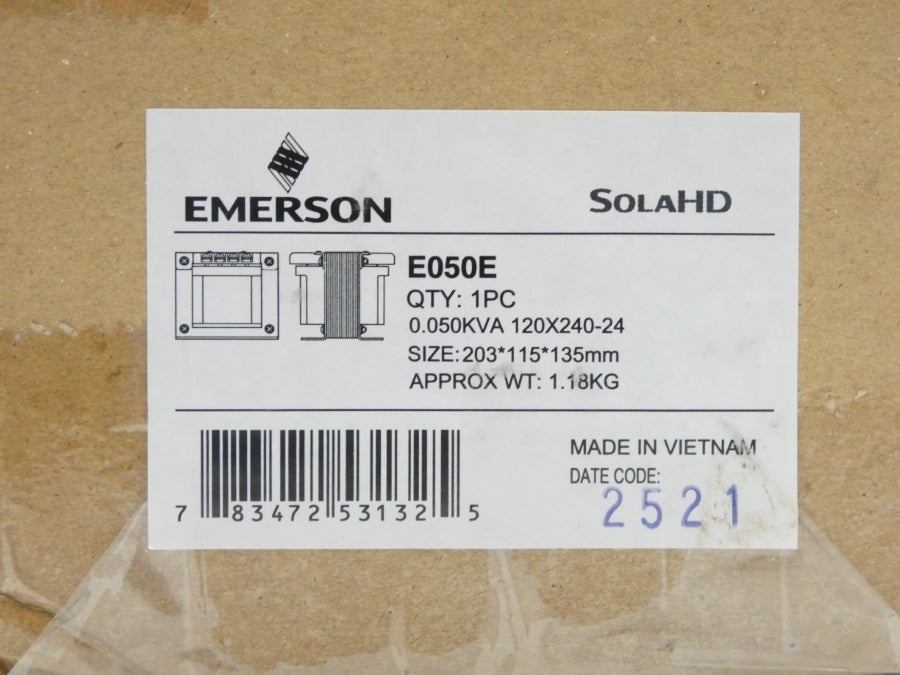 EMERSON
SOLAHD
E050E
QTY: 1PC
0.050KVA 120X240-24
SIZE:203*115*135mm
APPROX WT: 1.18KG
MADE IN VIETNAM
DATE CODE:
2521
7 83472 53132 5